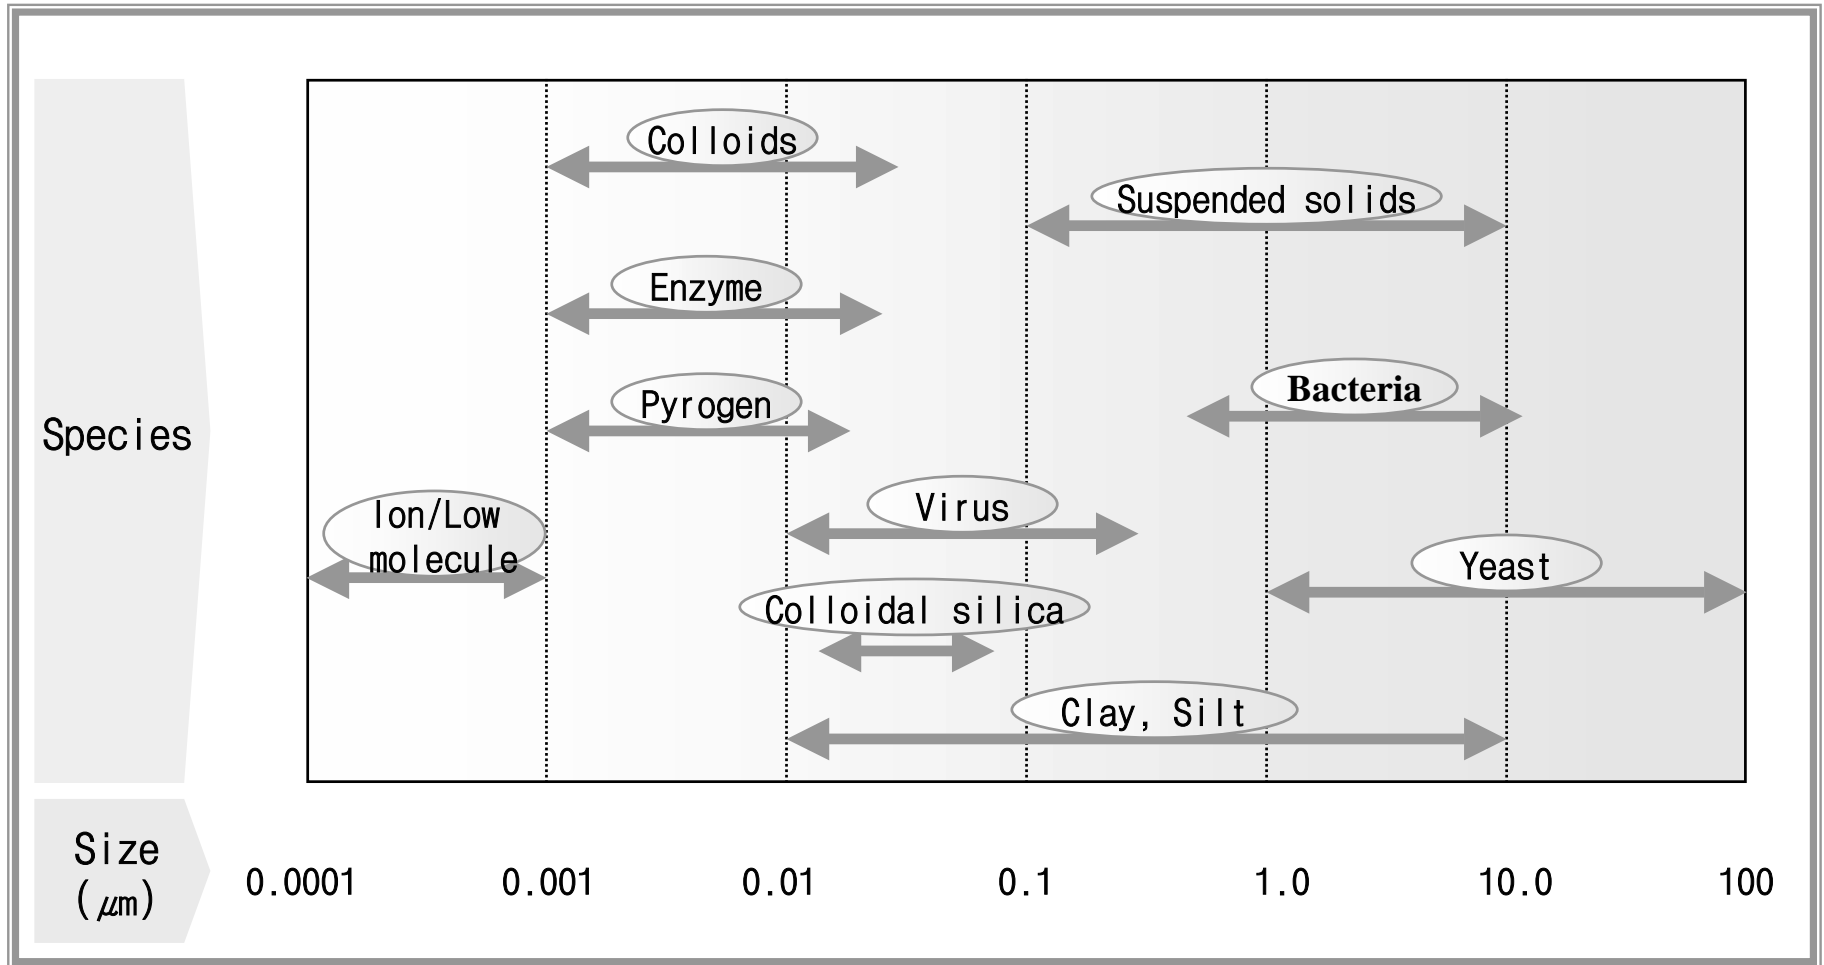 Colloids
Suspended solids
Enzyme
Bacteria
Pyrogen
Species
Ion/Low
molecule
Virus
Yeast
Colloidal silica
Clay, Silt
Size
(μm)
0.0001 0.001 0.01 0.1 1.0 10.0 100